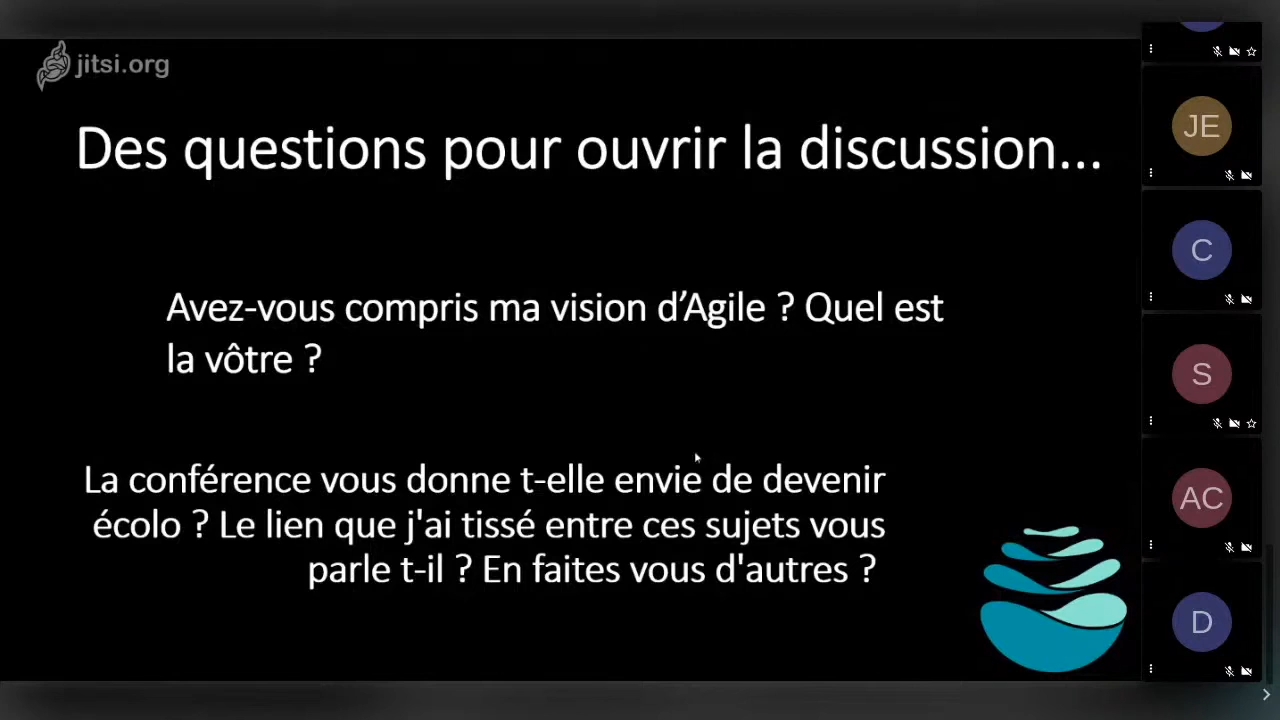 jitsi.org
Des questions pour ouvrir la discussion...
Avez-vous compris ma vision d’Agile ? Quel est
la vôtre ?
La conférence vous donne t-elle envie de devenir
écolo ? Le lien que j'ai tissé entre ces sujets vous
parle t-il ? En faites vous d'autres ?
JE
C
S
AC
D